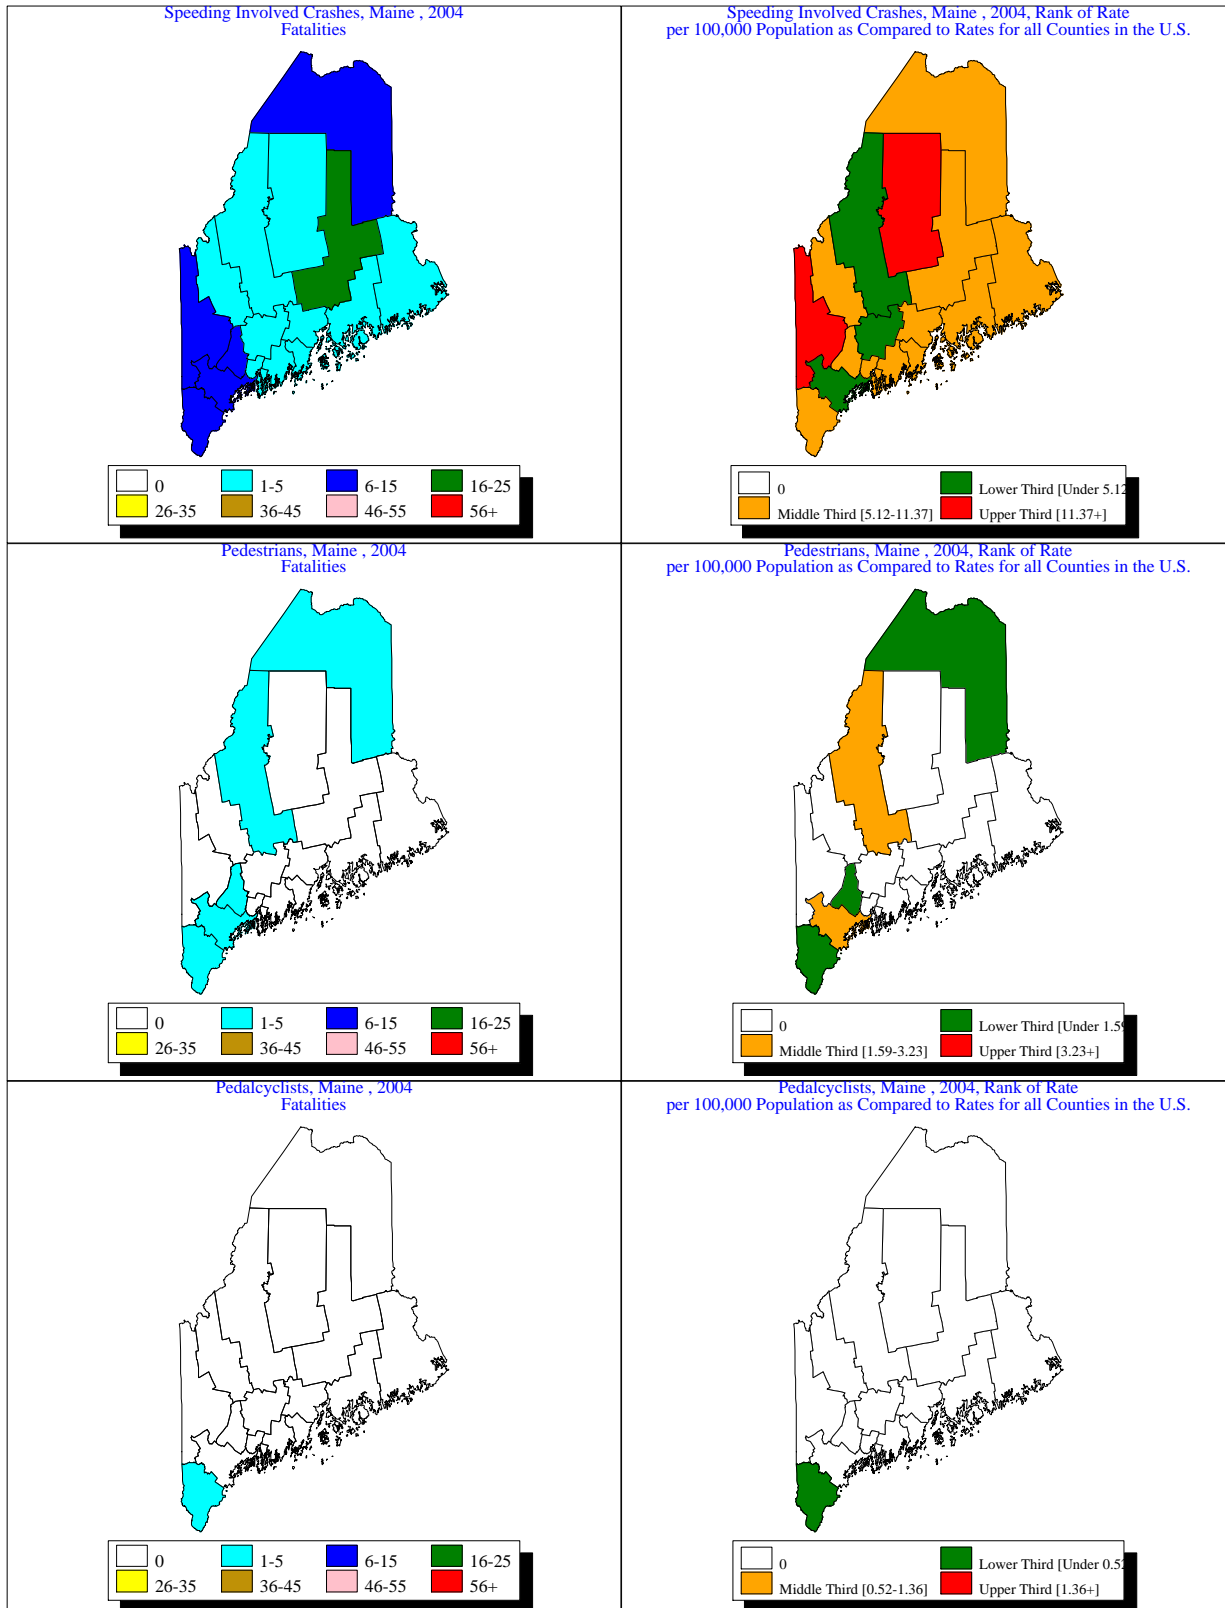 Speeding Involved Crashes, Maine , 2004
Fatalities
0
1-5
6-15
16-25
26-35
36-45
46-55
56+
Speeding Involved Crashes, Maine , 2004, Rank of Rate
per 100,000 Population as Compared to Rates for all Counties in the U.S.
0
Lower Third [Under 5.12
Middle Third [5.12-11.37]
Upper Third [11.37+]
Pedestrians, Maine , 2004
Fatalities
0
1-5
6-15
16-25
26-35
36-45
46-55
56+
Pedestrians, Maine , 2004, Rank of Rate
per 100,000 Population as Compared to Rates for all Counties in the U.S.
0
Lower Third [Under 1.59
Middle Third [1.59-3.23]
Upper Third [3.23+]
Pedalcyclists, Maine , 2004
Fatalities
0
1-5
6-15
16-25
26-35
36-45
46-55
56+
Pedalcyclists, Maine , 2004, Rank of Rate
per 100,000 Population as Compared to Rates for all Counties in the U.S.
0
Lower Third [Under 0.52
Middle Third [0.52-1.36]
Upper Third [1.36+]